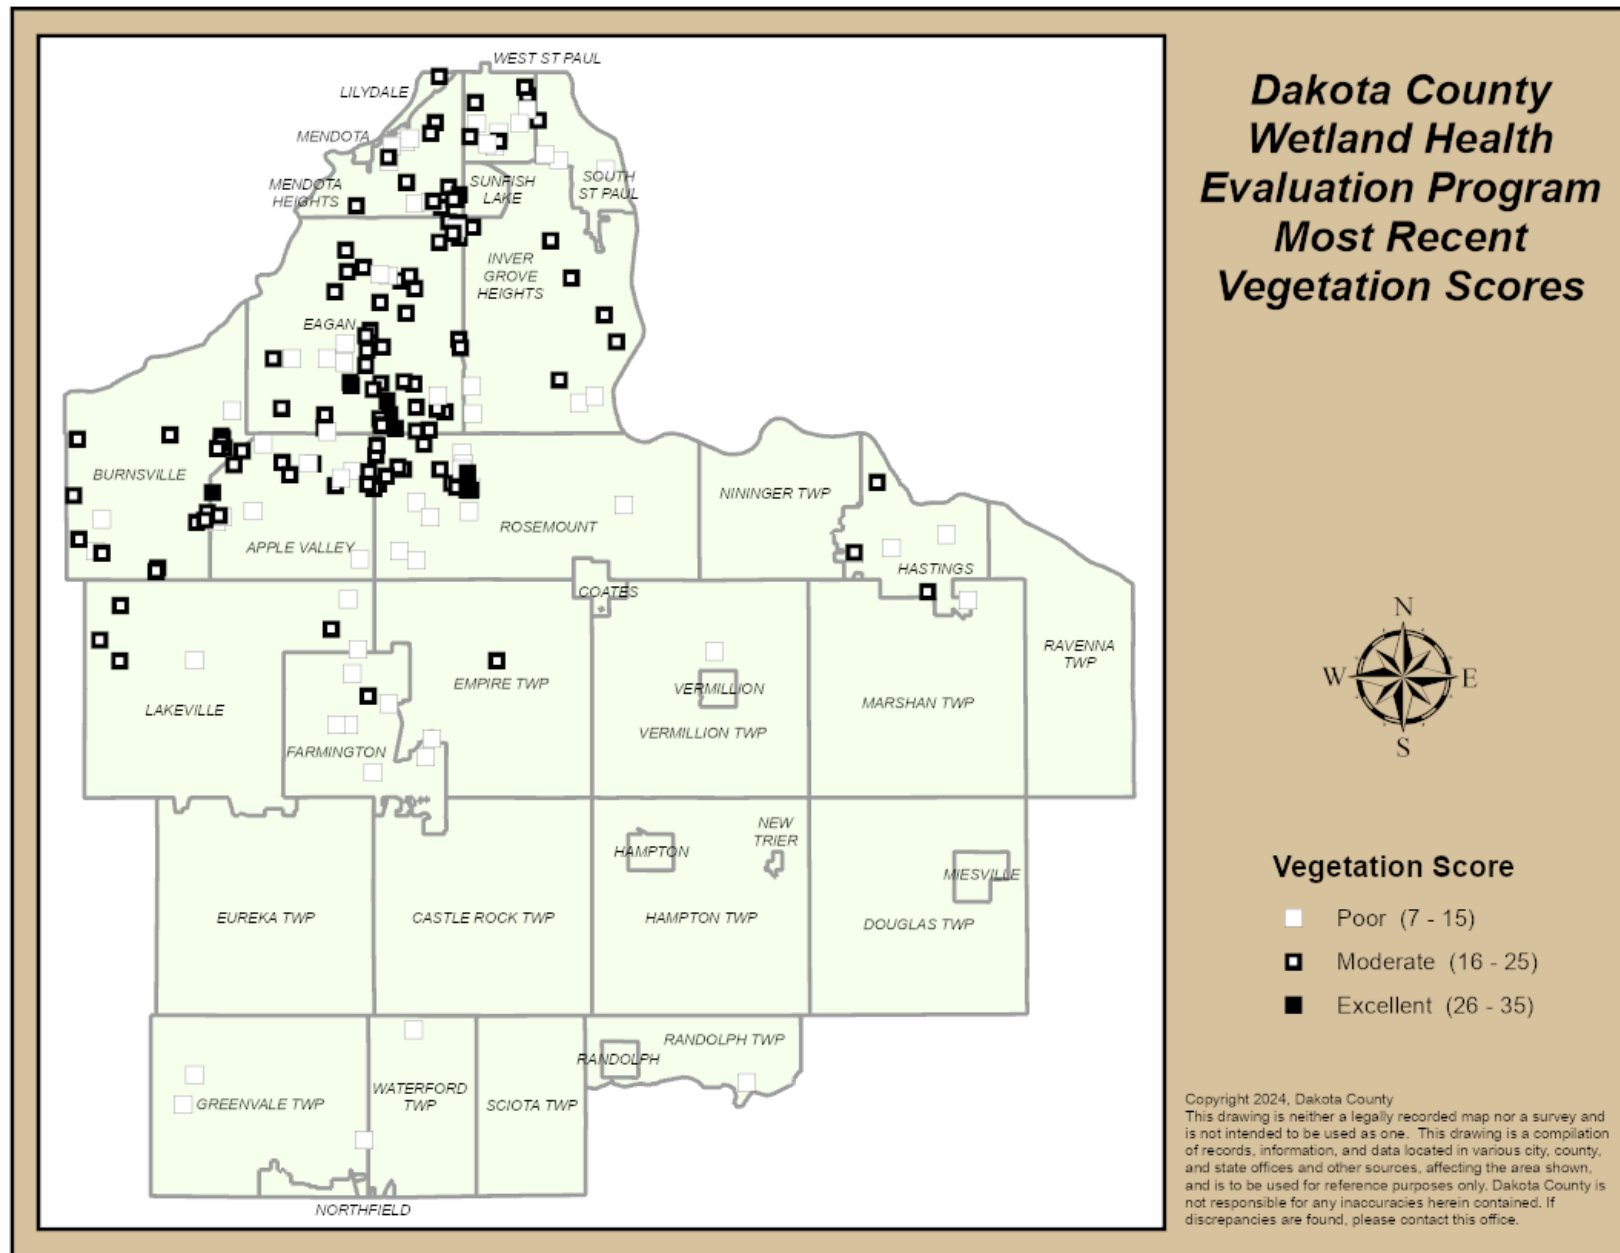 Dakota County
Wetland Health
Evaluation Program
Most Recent
Vegetation Scores
WEST ST PAUL
LILYDALE
MENDOTA
MENDOTA
HEIGHTS
SUNFISH
LAKE
SOUTH
ST PAUL
INVER
GROVE
HEIGHTS
EAGAN
BURNSVILLE
APPLE VALLEY
ROSEMOUNT
NININGER TWP
HASTINGS
COATES
RAVENNA
TWP
EMPIRE TWP
VERMILLION
VERMILLION TWP
MARSHAN TWP
LAKEVILLE
FARMINGTON
HAMPTON
NEW
TRIER
MIESVILLE
EUREKA TWP
CASTLE ROCK TWP
HAMPTON TWP
DOUGLAS TWP
RANDOLPH TWP
RANDOLPH
GREENVALE TWP
WATERFORD
TWP
SCIOTA TWP
NORTHFIELD
N
W E
S
Vegetation Score
Poor (7 - 15)
Moderate (16 - 25)
Excellent (26 - 35)
Copyright 2024, Dakota County
This drawing is neither a legally recorded map nor a survey and
is not intended to be used as one. This drawing is a compilation
of records, information, and data located in various city, county,
and state offices and other sources, affecting the area shown,
and is to be used for reference purposes only. Dakota County is
not responsible for any inaccuracies herein contained. If
discrepancies are found, please contact this office.